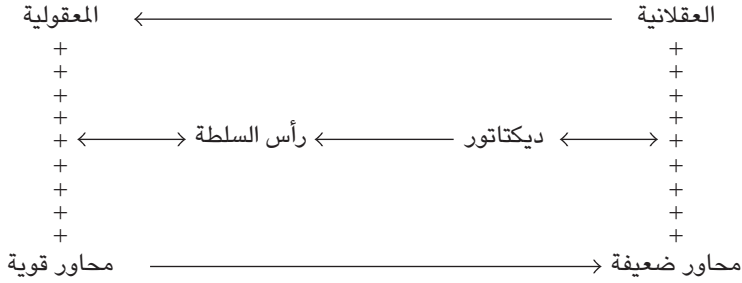 العقلانية المعقولية
+ +
+ +
+ +
+ +
+ ديكتاتور رأس السلطة +
+ +
+ +
+ +
+ +
محاور ضعيفة محاور قوية